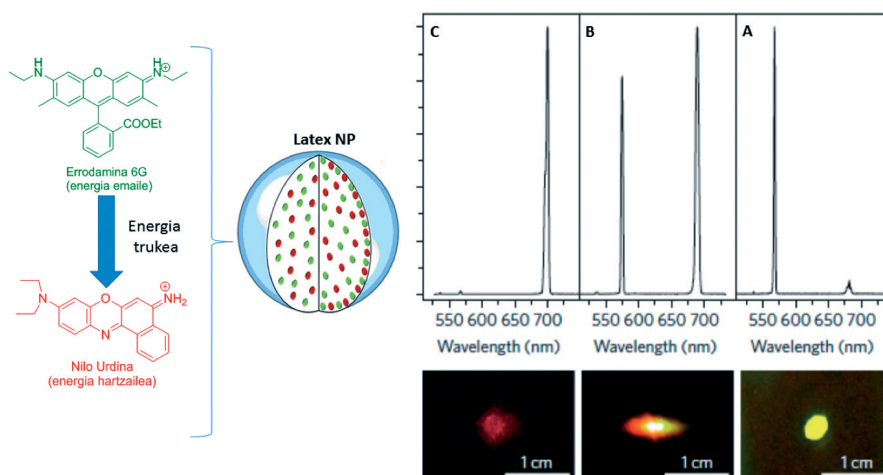 H
N
O
H
N
+
COOEt
Errodamina 6G
(energia emaile)
Energia
trukea
N
O
N
NH₂
+
Nilo Urdina
(energia hartzailea)
Latex NP
C
B
A
550 600 650 700
550 600 650 700
550 600 650 700
Wavelength (nm)
Wavelength (nm)
Wavelength (nm)
1 cm
1 cm
1 cm